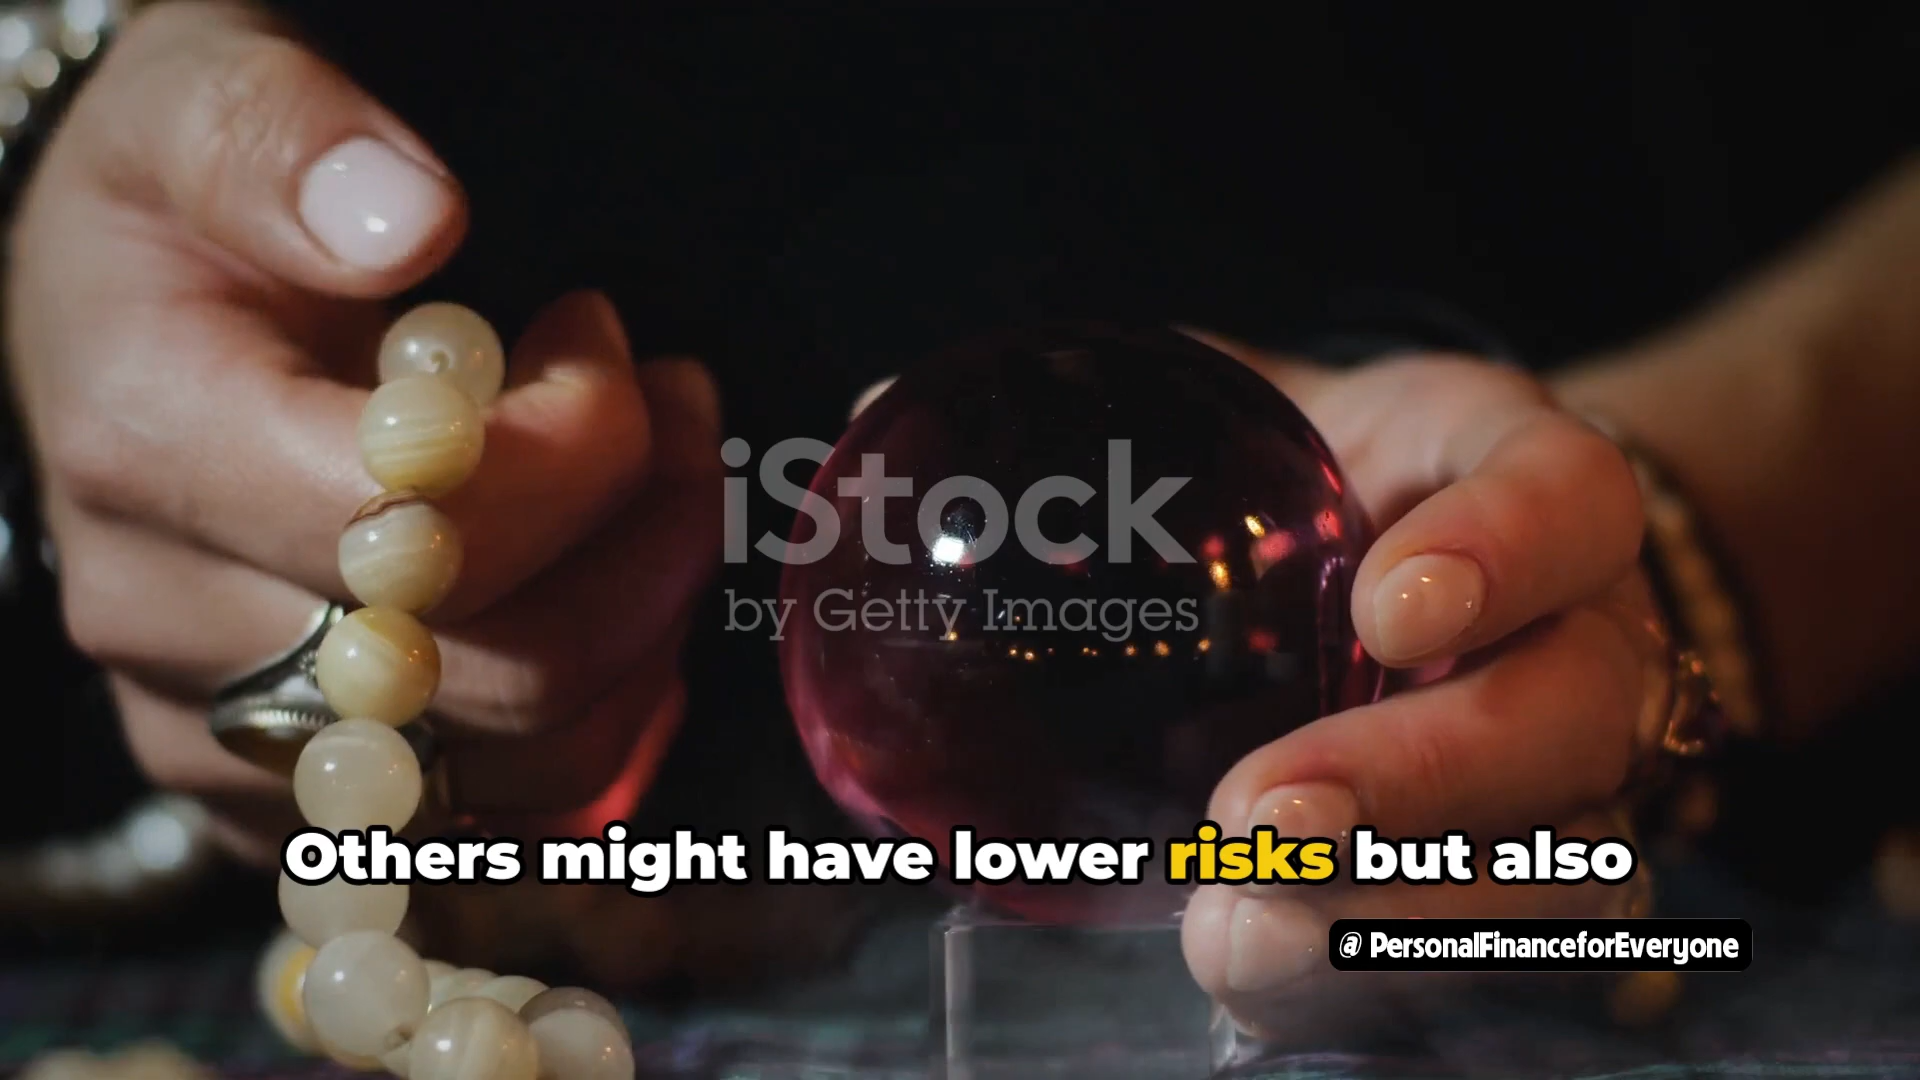 iStock
by Getty Images
Others might have lower risks but also
@ PersonalFinanceforEveryone